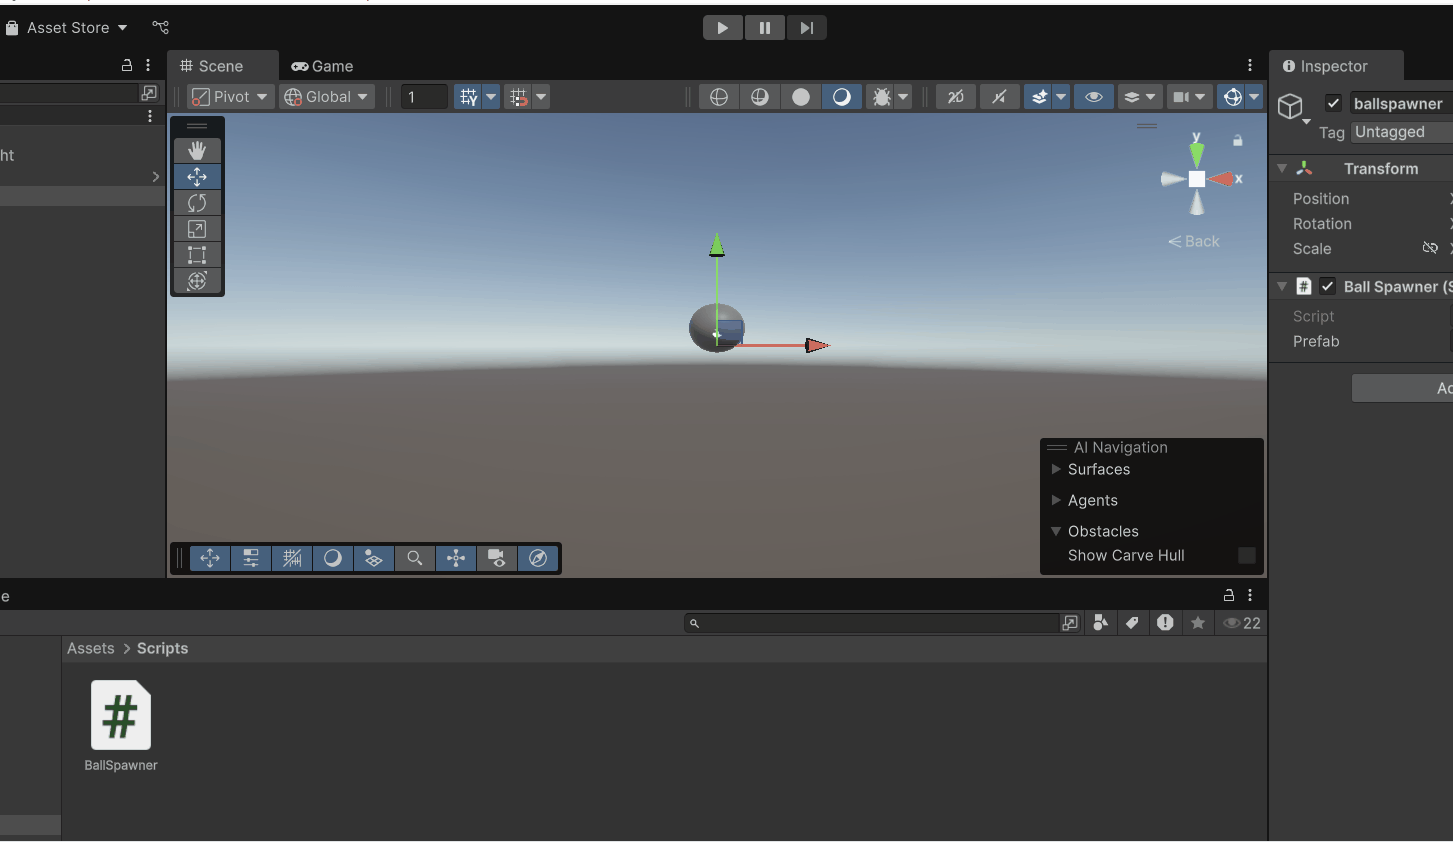 Asset Store
Scene
Game
Inspector
Pivot
Global
1
2D
ballspawner
Tag
Untagged
ht
y
x
Back
Transform
Position
Rotation
Scale
Ball Spawner (S
Script
Prefab
Ac
AI Navigation
Surfaces
Agents
Obstacles
Show Carve Hull
e
22
Assets > Scripts
#
BallSpawner